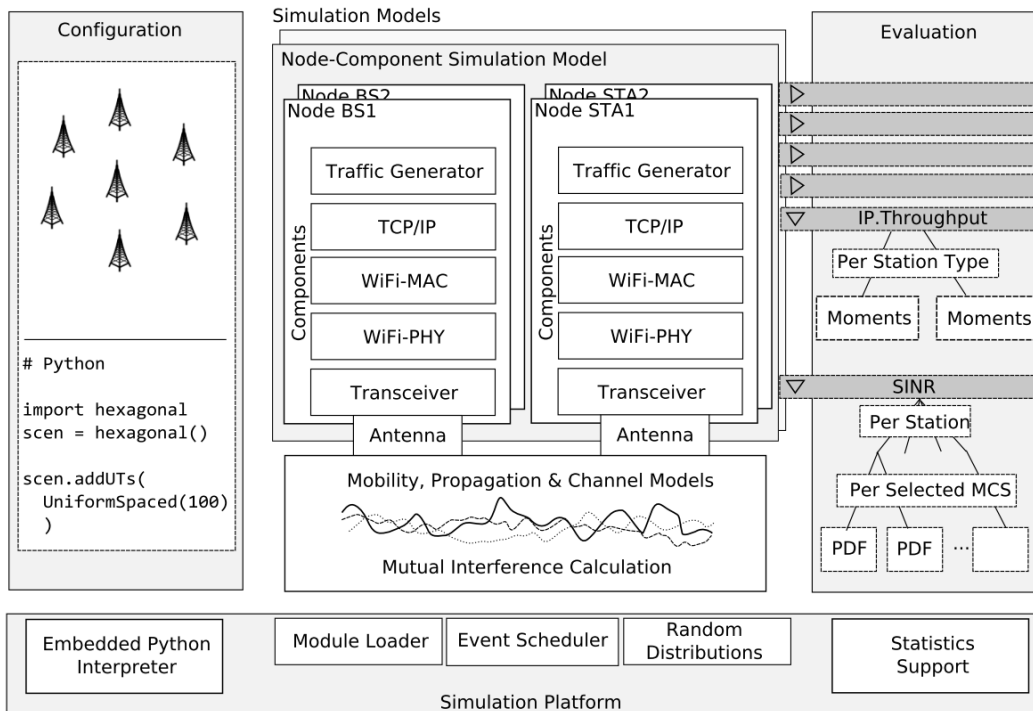 Configuration
# Python
import hexagonal
scen = hexagonal()
scen.addUTs(
UniformSpaced(100)
)
Simulation Models
Node-Component Simulation Model
Node BS2
Node BS1
Components
Traffic Generator
TCP/IP
WiFi-MAC
WiFi-PHY
Transceiver
Antenna
Node STA2
Node STA1
Components
Traffic Generator
TCP/IP
WiFi-MAC
WiFi-PHY
Transceiver
Antenna
Mobility, Propagation & Channel Models
Mutual Interference Calculation
Evaluation
IP.Throughput
Per Station Type
Moments
Moments
SINR
Per Station
Per Selected MCS
PDF
PDF
...
Embedded Python
Interpreter
Module Loader
Event Scheduler
Random
Distributions
Statistics
Support
Simulation Platform